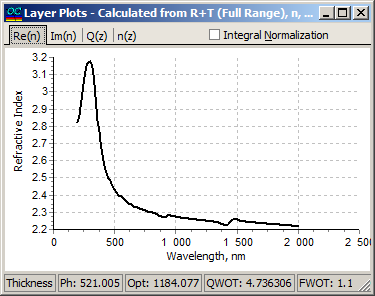 OC Layer Plots - Calculated from R+T (Full Range), n, ...
Re(n) Im(n) Q(z) n(z) Integral Normalization
3.2
3.1
3.0
2.9
2.8
2.7
2.6
2.5
2.4
2.3
2.2
Refractive Index
0 500 1 000 1 500 2 000 2 500
Wavelength, nm
Thickness Ph: 521.005 Opt: 1184.077 QWOT: 4.736306 FWOT: 1.1